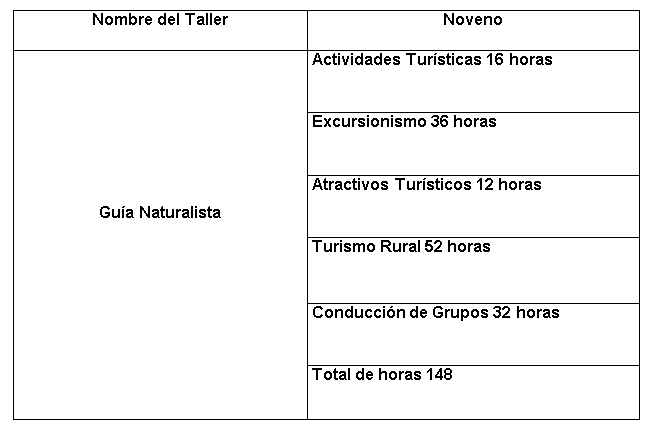 Nombre del Taller
Noveno
Guía Naturalista
Actividades Turísticas 16 horas
Excursionismo 36 horas
Atractivos Turísticos 12 horas
Turismo Rural 52 horas
Conducción de Grupos 32 horas
Total de horas 148